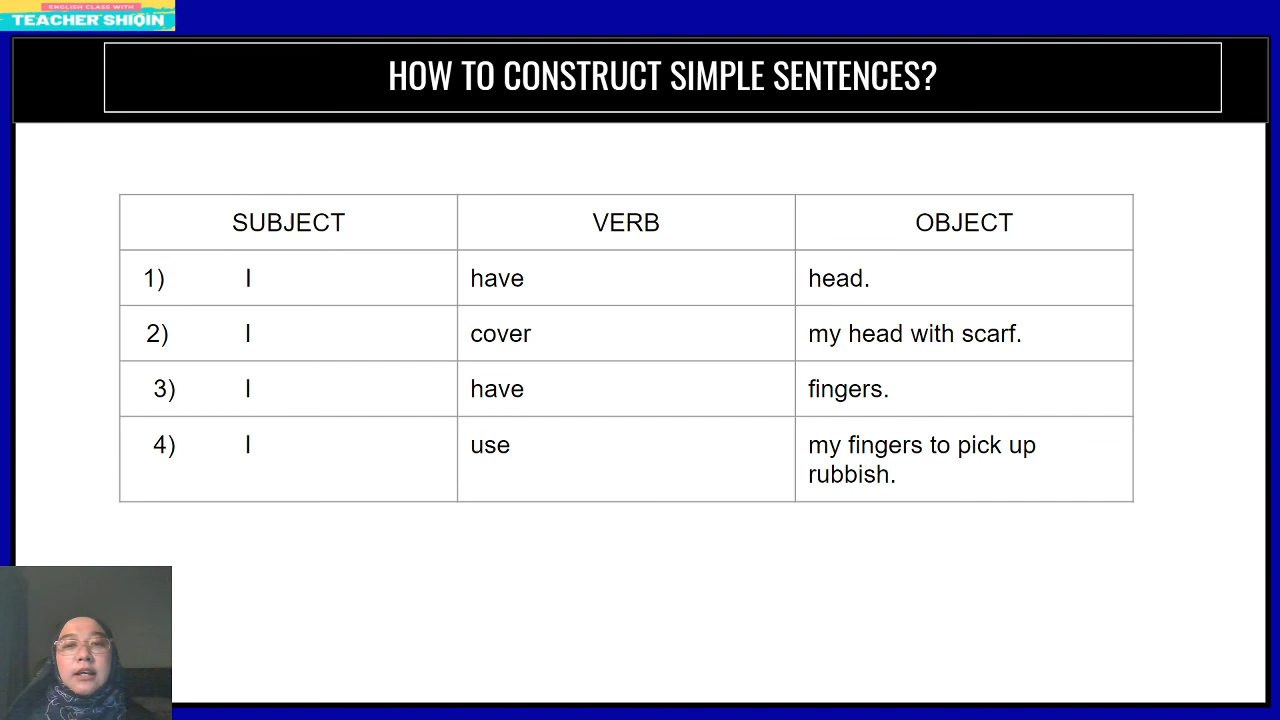 ENGLISH CLASS WITH
TEACHER SHIQIN
HOW TO CONSTRUCT SIMPLE SENTENCES?
SUBJECT VERB OBJECT
1) I have head.
2) I cover my head with scarf.
3) I have fingers.
4) I use my fingers to pick up
rubbish.